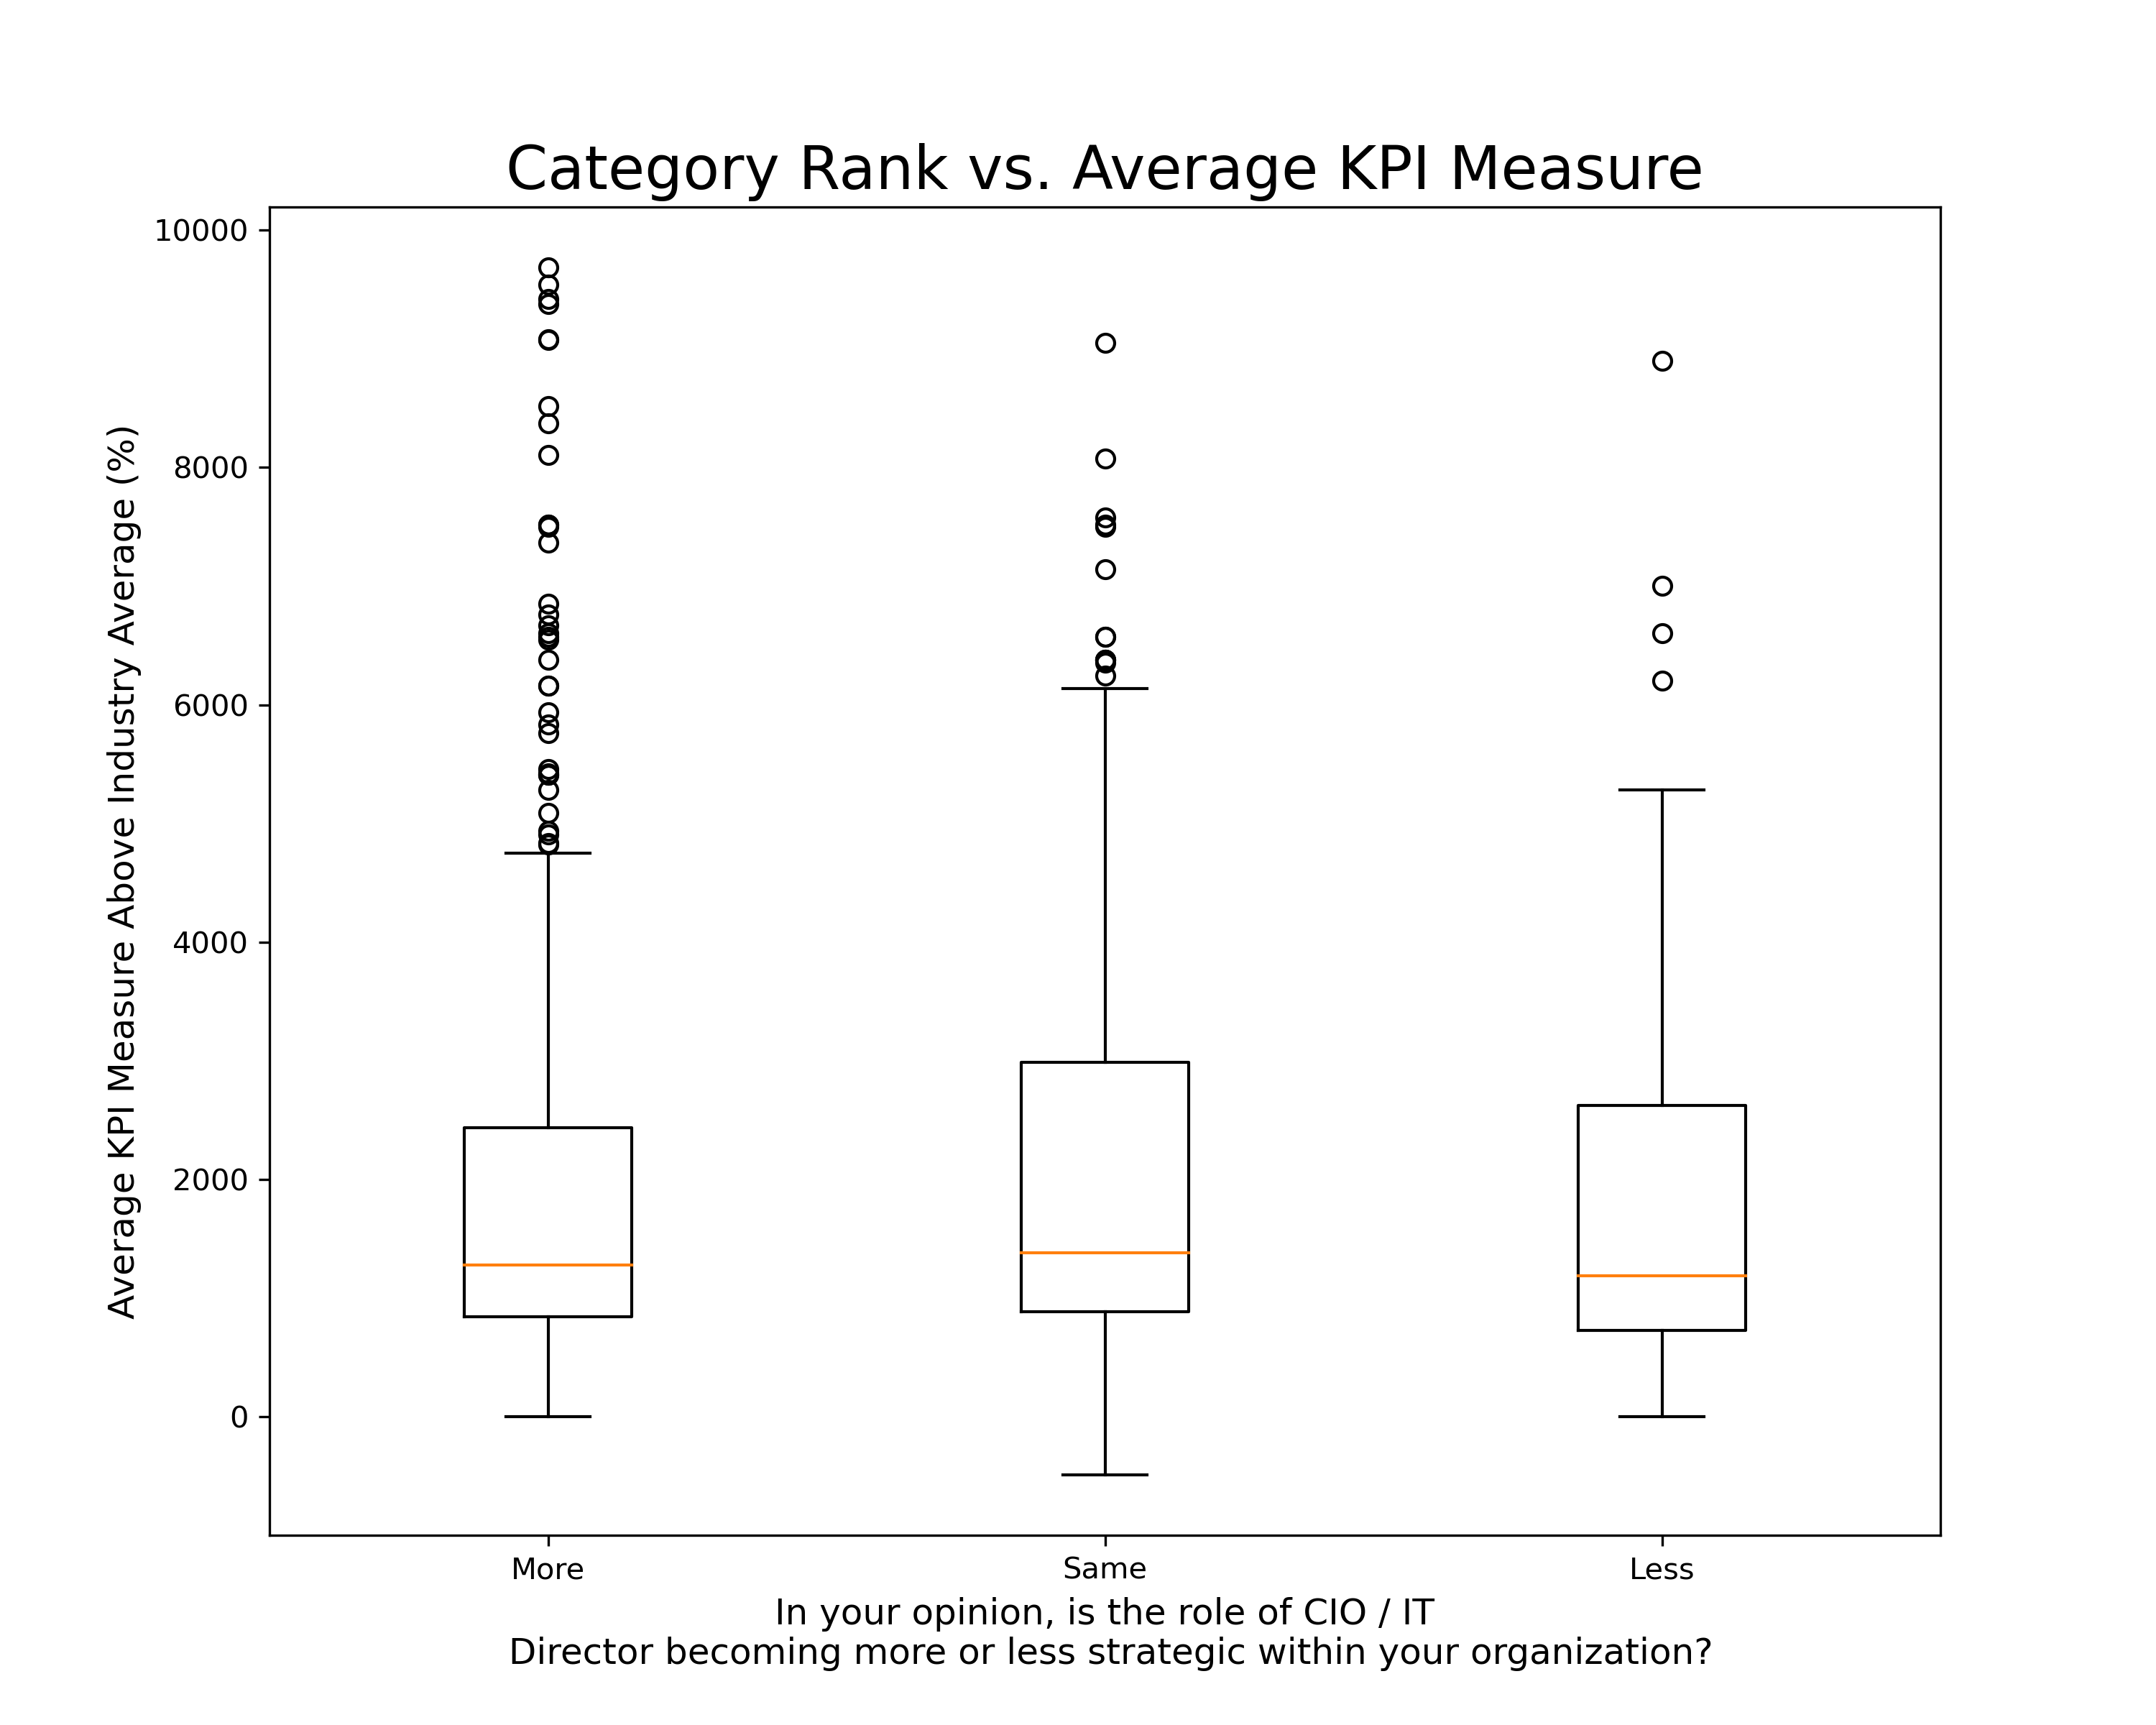 Category Rank vs. Average KPI Measure
Average KPI Measure Above Industry Average (%)
10000
8000
6000
4000
2000
0
More
Same
Less
In your opinion, is the role of CIO / IT
Director becoming more or less strategic within your organization?